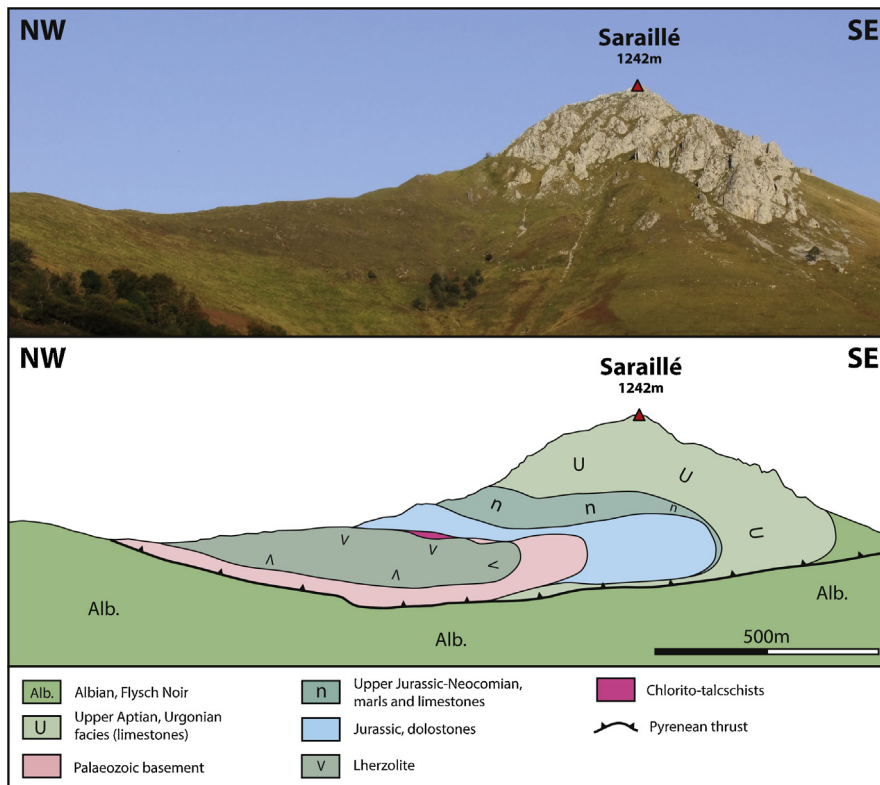 NW
SE
Saraillé
1242m
NW
SE
Saraillé
1242m
U
U
n
n
n
U
V
V
V
V
V
Alb.
Alb.
Alb.
500m
Alb.
Albian, Flysch Noir
U
Upper Aptian, Urgonian
facies (limestones)
Palaeozoic basement
n
Upper Jurassic-Neocomian,
marls and limestones
Jurassic, dolostones
V
Lherzolite
Chlorito-talcschists
Pyrenean thrust